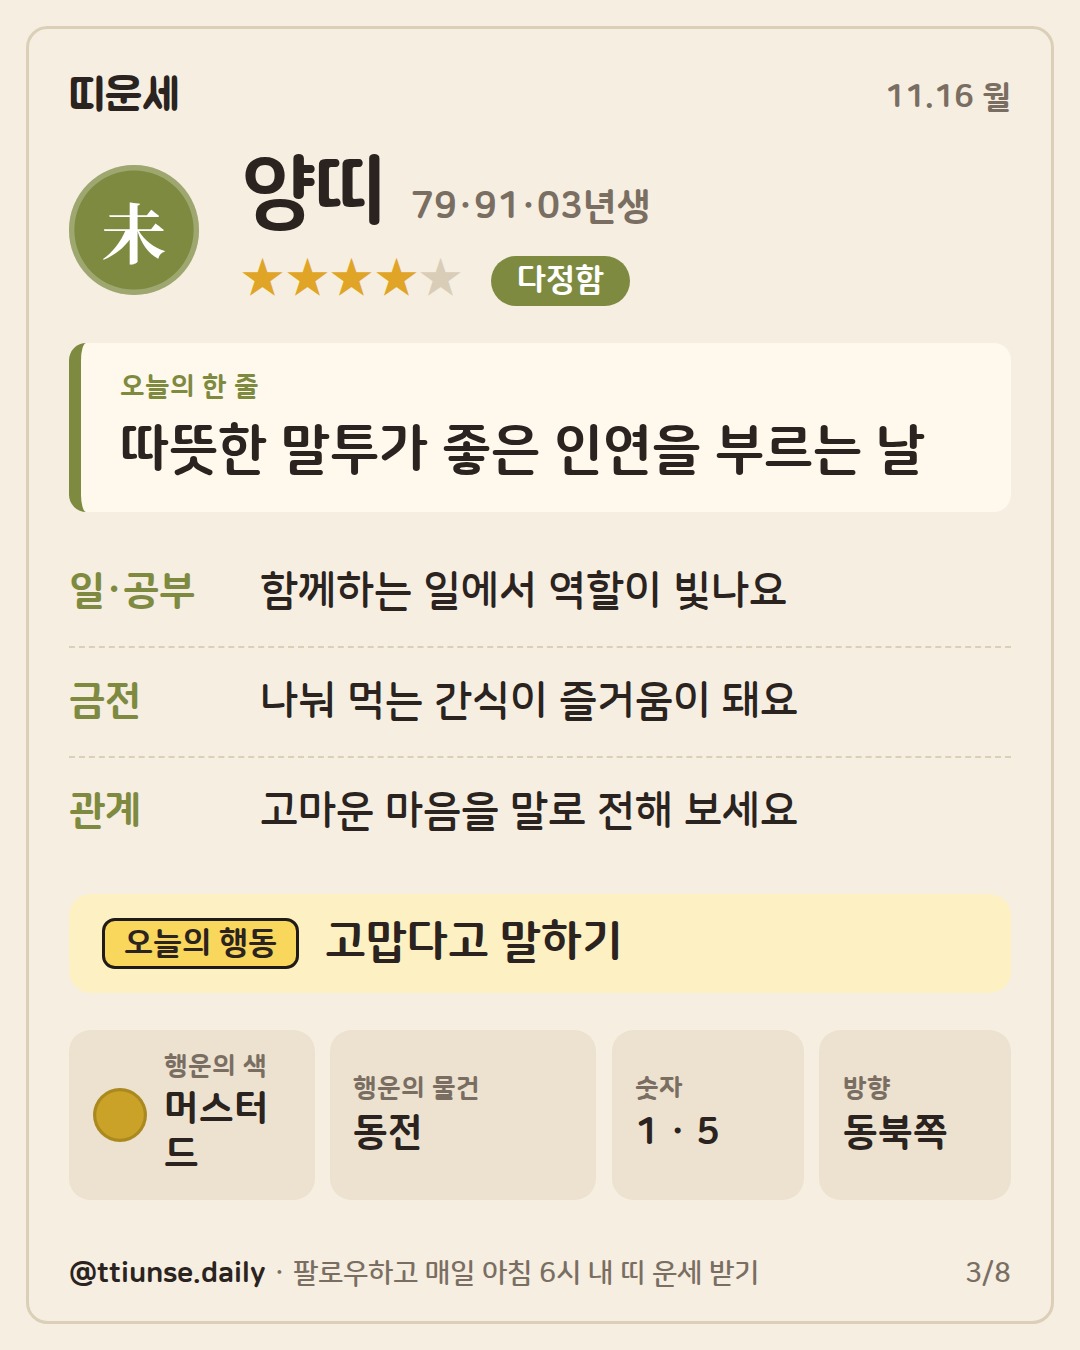 띠운세
11.16 월
未
양띠 79·91·03년생
★★★★★ 다정함
오늘의 한 줄
따뜻한 말투가 좋은 인연을 부르는 날
일·공부 함께하는 일에서 역할이 빛나요
금전 나눠 먹는 간식이 즐거움이 돼요
관계 고마운 마음을 말로 전해 보세요
오늘의 행동 고맙다고 말하기
행운의 색
머스터
드
행운의 물건
동전
숫자
1 · 5
방향
동북쪽
@ttiunse.daily · 팔로우하고 매일 아침 6시 내 띠 운세 받기
3/8